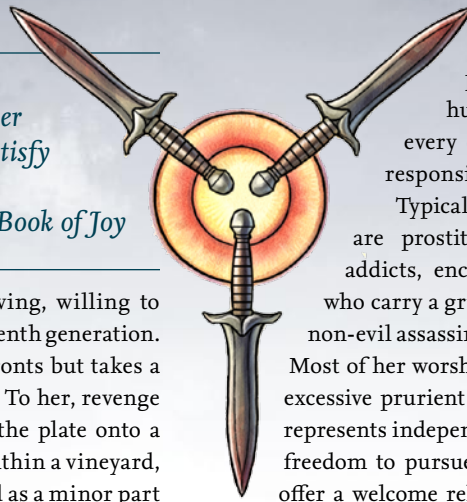 er
tisfy
Book of Joy
ving, willing to
enth generation.
onts but takes a
To her, revenge
the plate onto a
thin a vineyard,
l as a minor part
hu
every
responsi
Typical
are prostit
addicts, enc
who carry a gr
non-evil assassin
Most of her worsh
excessive prurient
represents indepen
freedom to pursue
offer a welcome rel